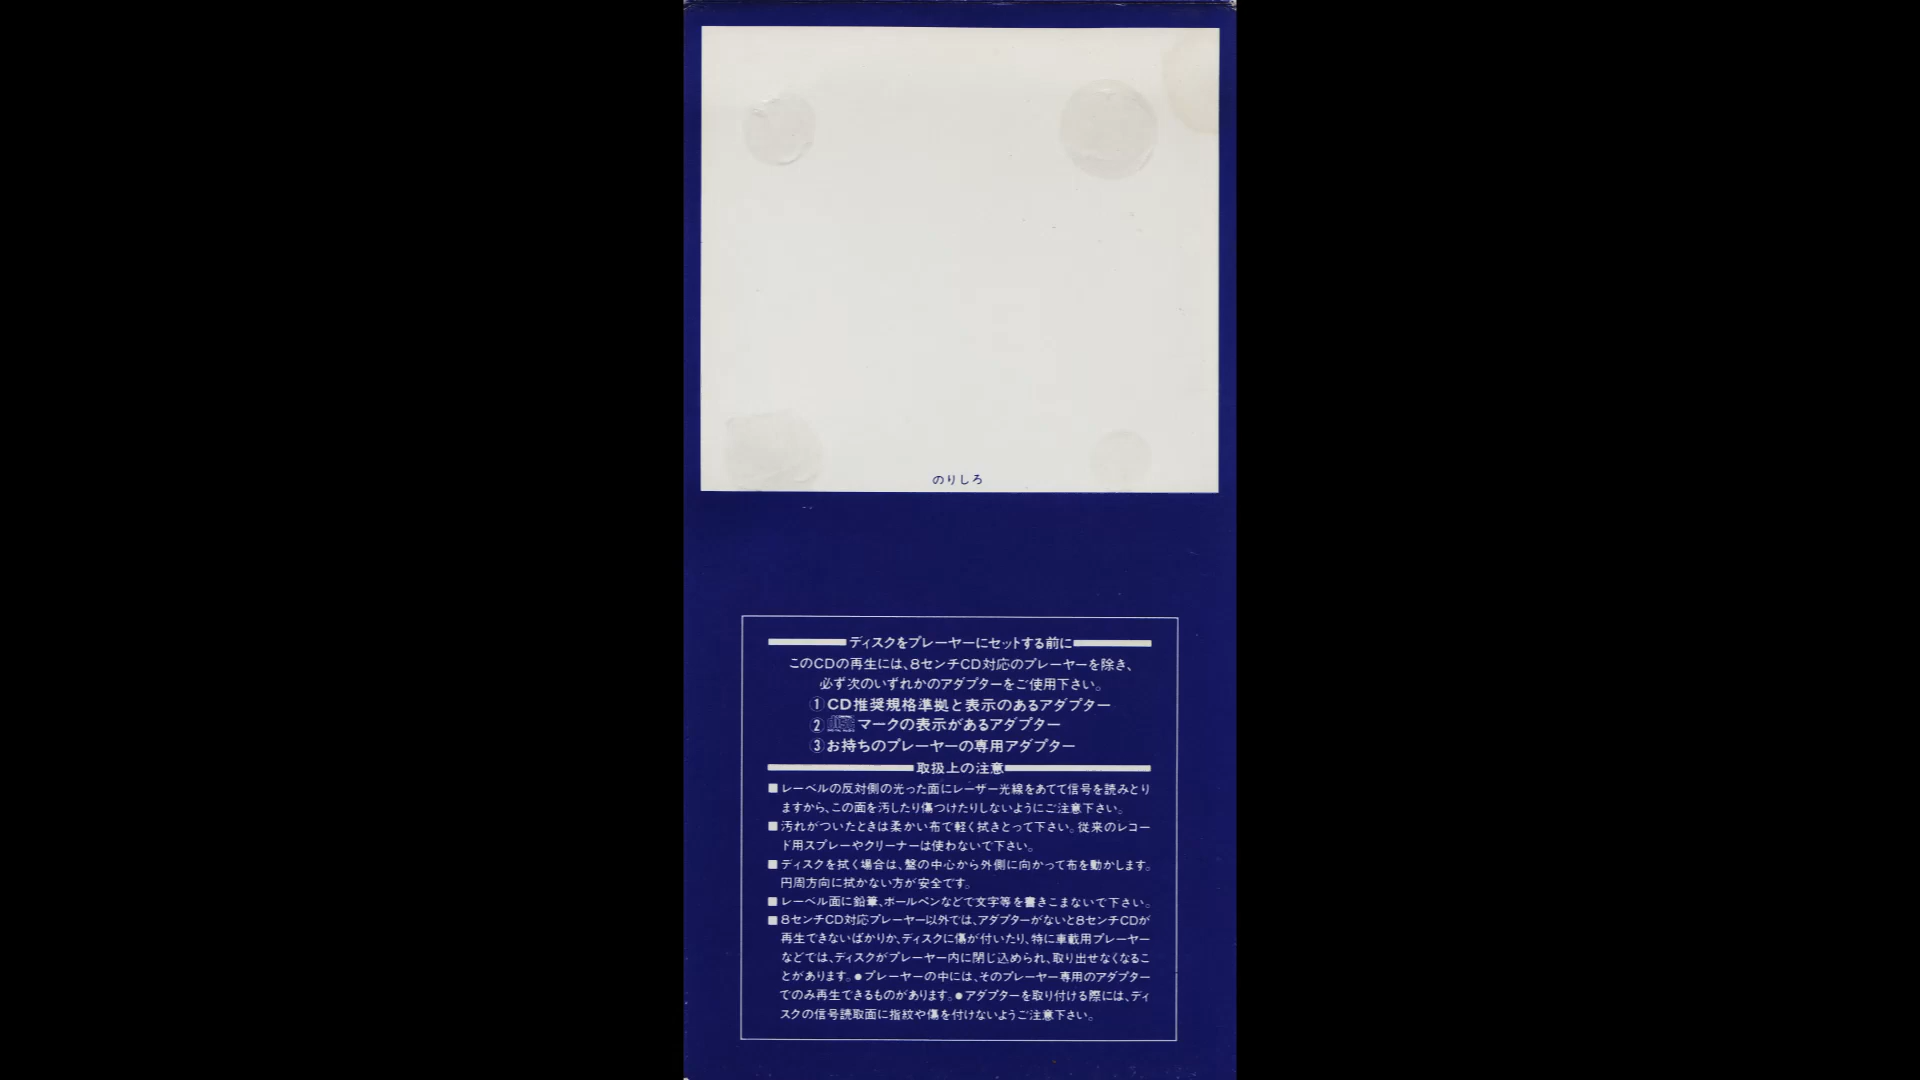 のりしろ
ディスクをプレーヤーにセットする前に
このCDの再生には、8センチCD対応のプレーヤーを除き、
必ず次のいずれかのアダプターをご使用下さい。
①CD推奨規格準拠と表示のあるアダプター
②マークの表示があるアダプター
③お持ちのプレーヤーの専用アダプター
取扱上の注意
■レーベルの反対側の光った面にレーザー光線をあてて信号を読みとり
ますから、この面を汚したり傷つけたりしないようにご注意下さい。
■汚れがついたときは柔かい布で軽く拭きとって下さい。従来のレコー
ド用スプレーやクリーナーは使わないで下さい。
■ディスクを拭く場合は、盤の中心から外側に向かって布を動かします。
円周方向に拭かない方が安全です。
■レーベル面に鉛筆、ボールペンなどで文字等を書きこまないで下さい。
■8センチCD対応プレーヤー以外では、アダプターがないと8センチCDが
再生できないばかりか、ディスクに傷が付いたり、特に車載用プレーヤー
などでは、ディスクがプレーヤー内に閉じ込められ、取り出せなくなるこ
とがあります。●プレーヤーの中には、そのプレーヤー専用のアダプター
でのみ再生できるものがあります。●アダプターを取り付ける際には、ディ
スクの信号読取面に指紋や傷を付けないようご注意下さい。